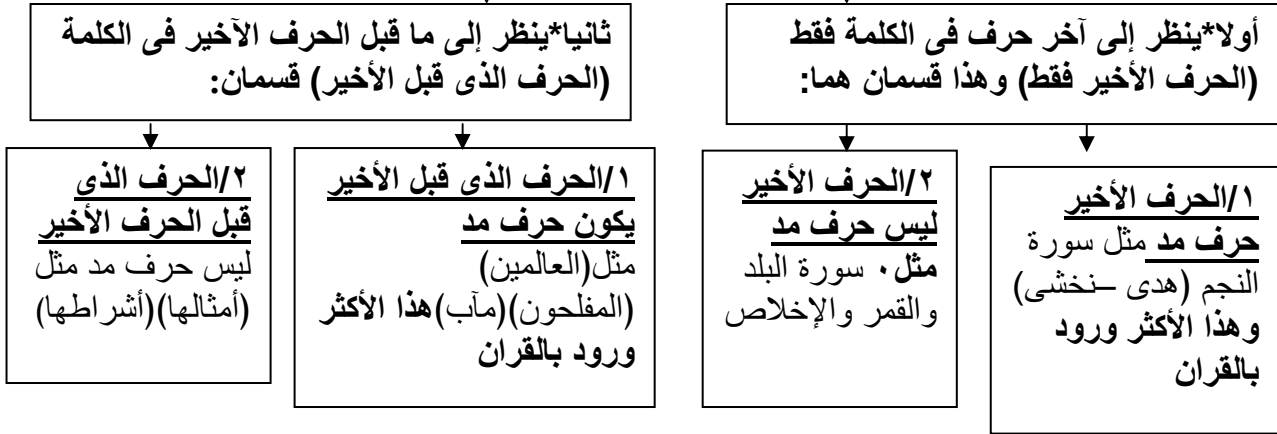 أولا*ينظر إلى آخر حرف فى الكلمة فقط
(الحرف الأخير فقط) وهذا قسمان هما:
ثانيا*ينظر إلى ما قبل الحرف الآخير فى الكلمة
(الحرف الذى قبل الأخير) قسمان:
١/الحرف الأخير
حرف مد مثل سورة
النجم (هدى –نخشى)
وهذا الأكثر ورود
بالقران
٢/الحرف الأخير
ليس حرف مد
مثل٠ سورة البلد
والقمر والإخلاص
١/الحرف الذى قبل الأخير
يكون حرف مد
مثل(العالمين)
(المفلحون)(مآب)هذا الأكثر
ورود بالقران
٢/الحرف الذى
قبل الحرف الأخير
ليس حرف مد مثل
(أمثالها)(أشراطها)